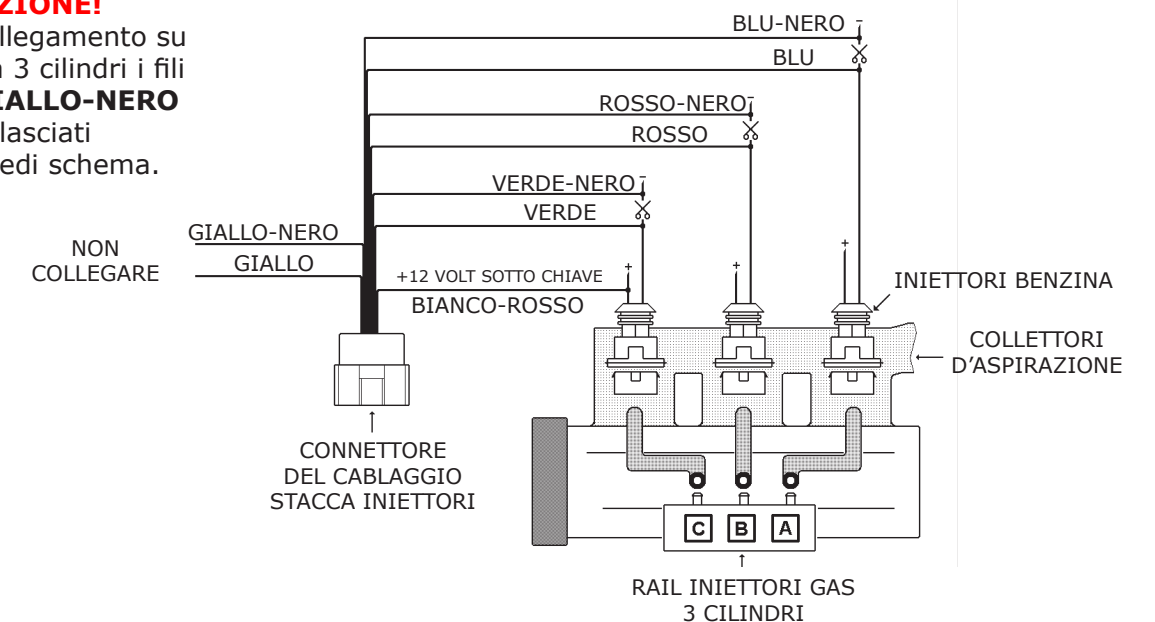 ZIONE!
llegamento su
3 cilindri i fili
IALLO-NERO
lasciati
edi schema.
BLU-NERO -
BLU
ROSSO-NERO -
ROSSO
VERDE-NERO -
VERDE
GIALLO-NERO
GIALLO
NON
COLLEGARE
+12 VOLT SOTTO CHIAVE
BIANCO-ROSSO
+
+
+
INIETTORI BENZINA
COLLETTORI
D'ASPIRAZIONE
CONNETTORE
DEL CABLAGGIO
STACCA INIETTORI
C B A
RAIL INIETTORI GAS
3 CILINDRI